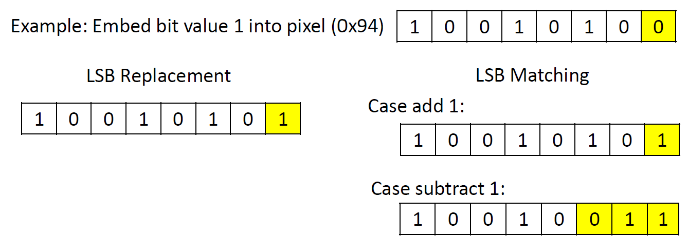 Example: Embed bit value 1 into pixel (0x94) 1 0 0 1 0 1 0 0
LSB Replacement
1 0 0 1 0 1 0 1
LSB Matching
Case add 1:
1 0 0 1 0 1 0 1
Case subtract 1:
1 0 0 1 0 0 1 1